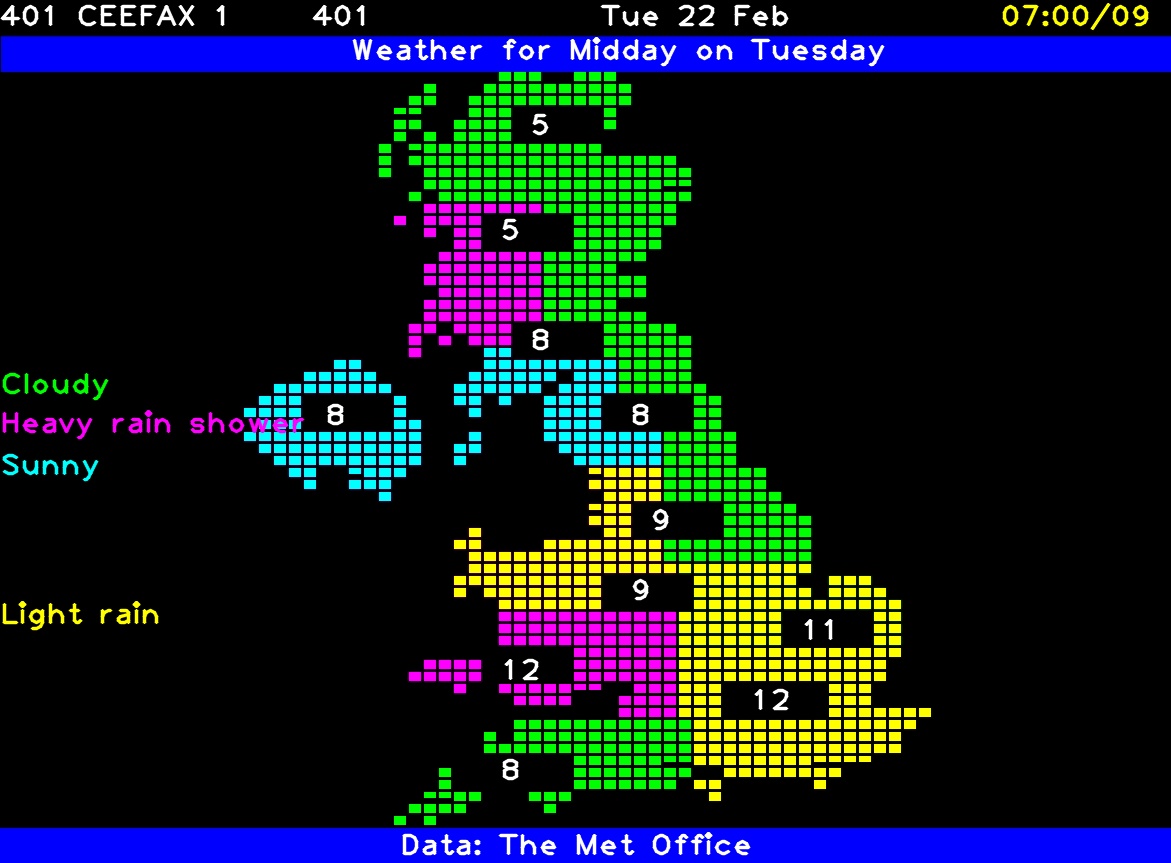 401 CEEFAX 1 401 Tue 22 Feb 07:00/09
Weather for Midday on Tuesday
5
5
8
Cloudy
8 8
Heavy rain shower
Sunny
9
9
Light rain
11
12
12
8
Data: The Met Office